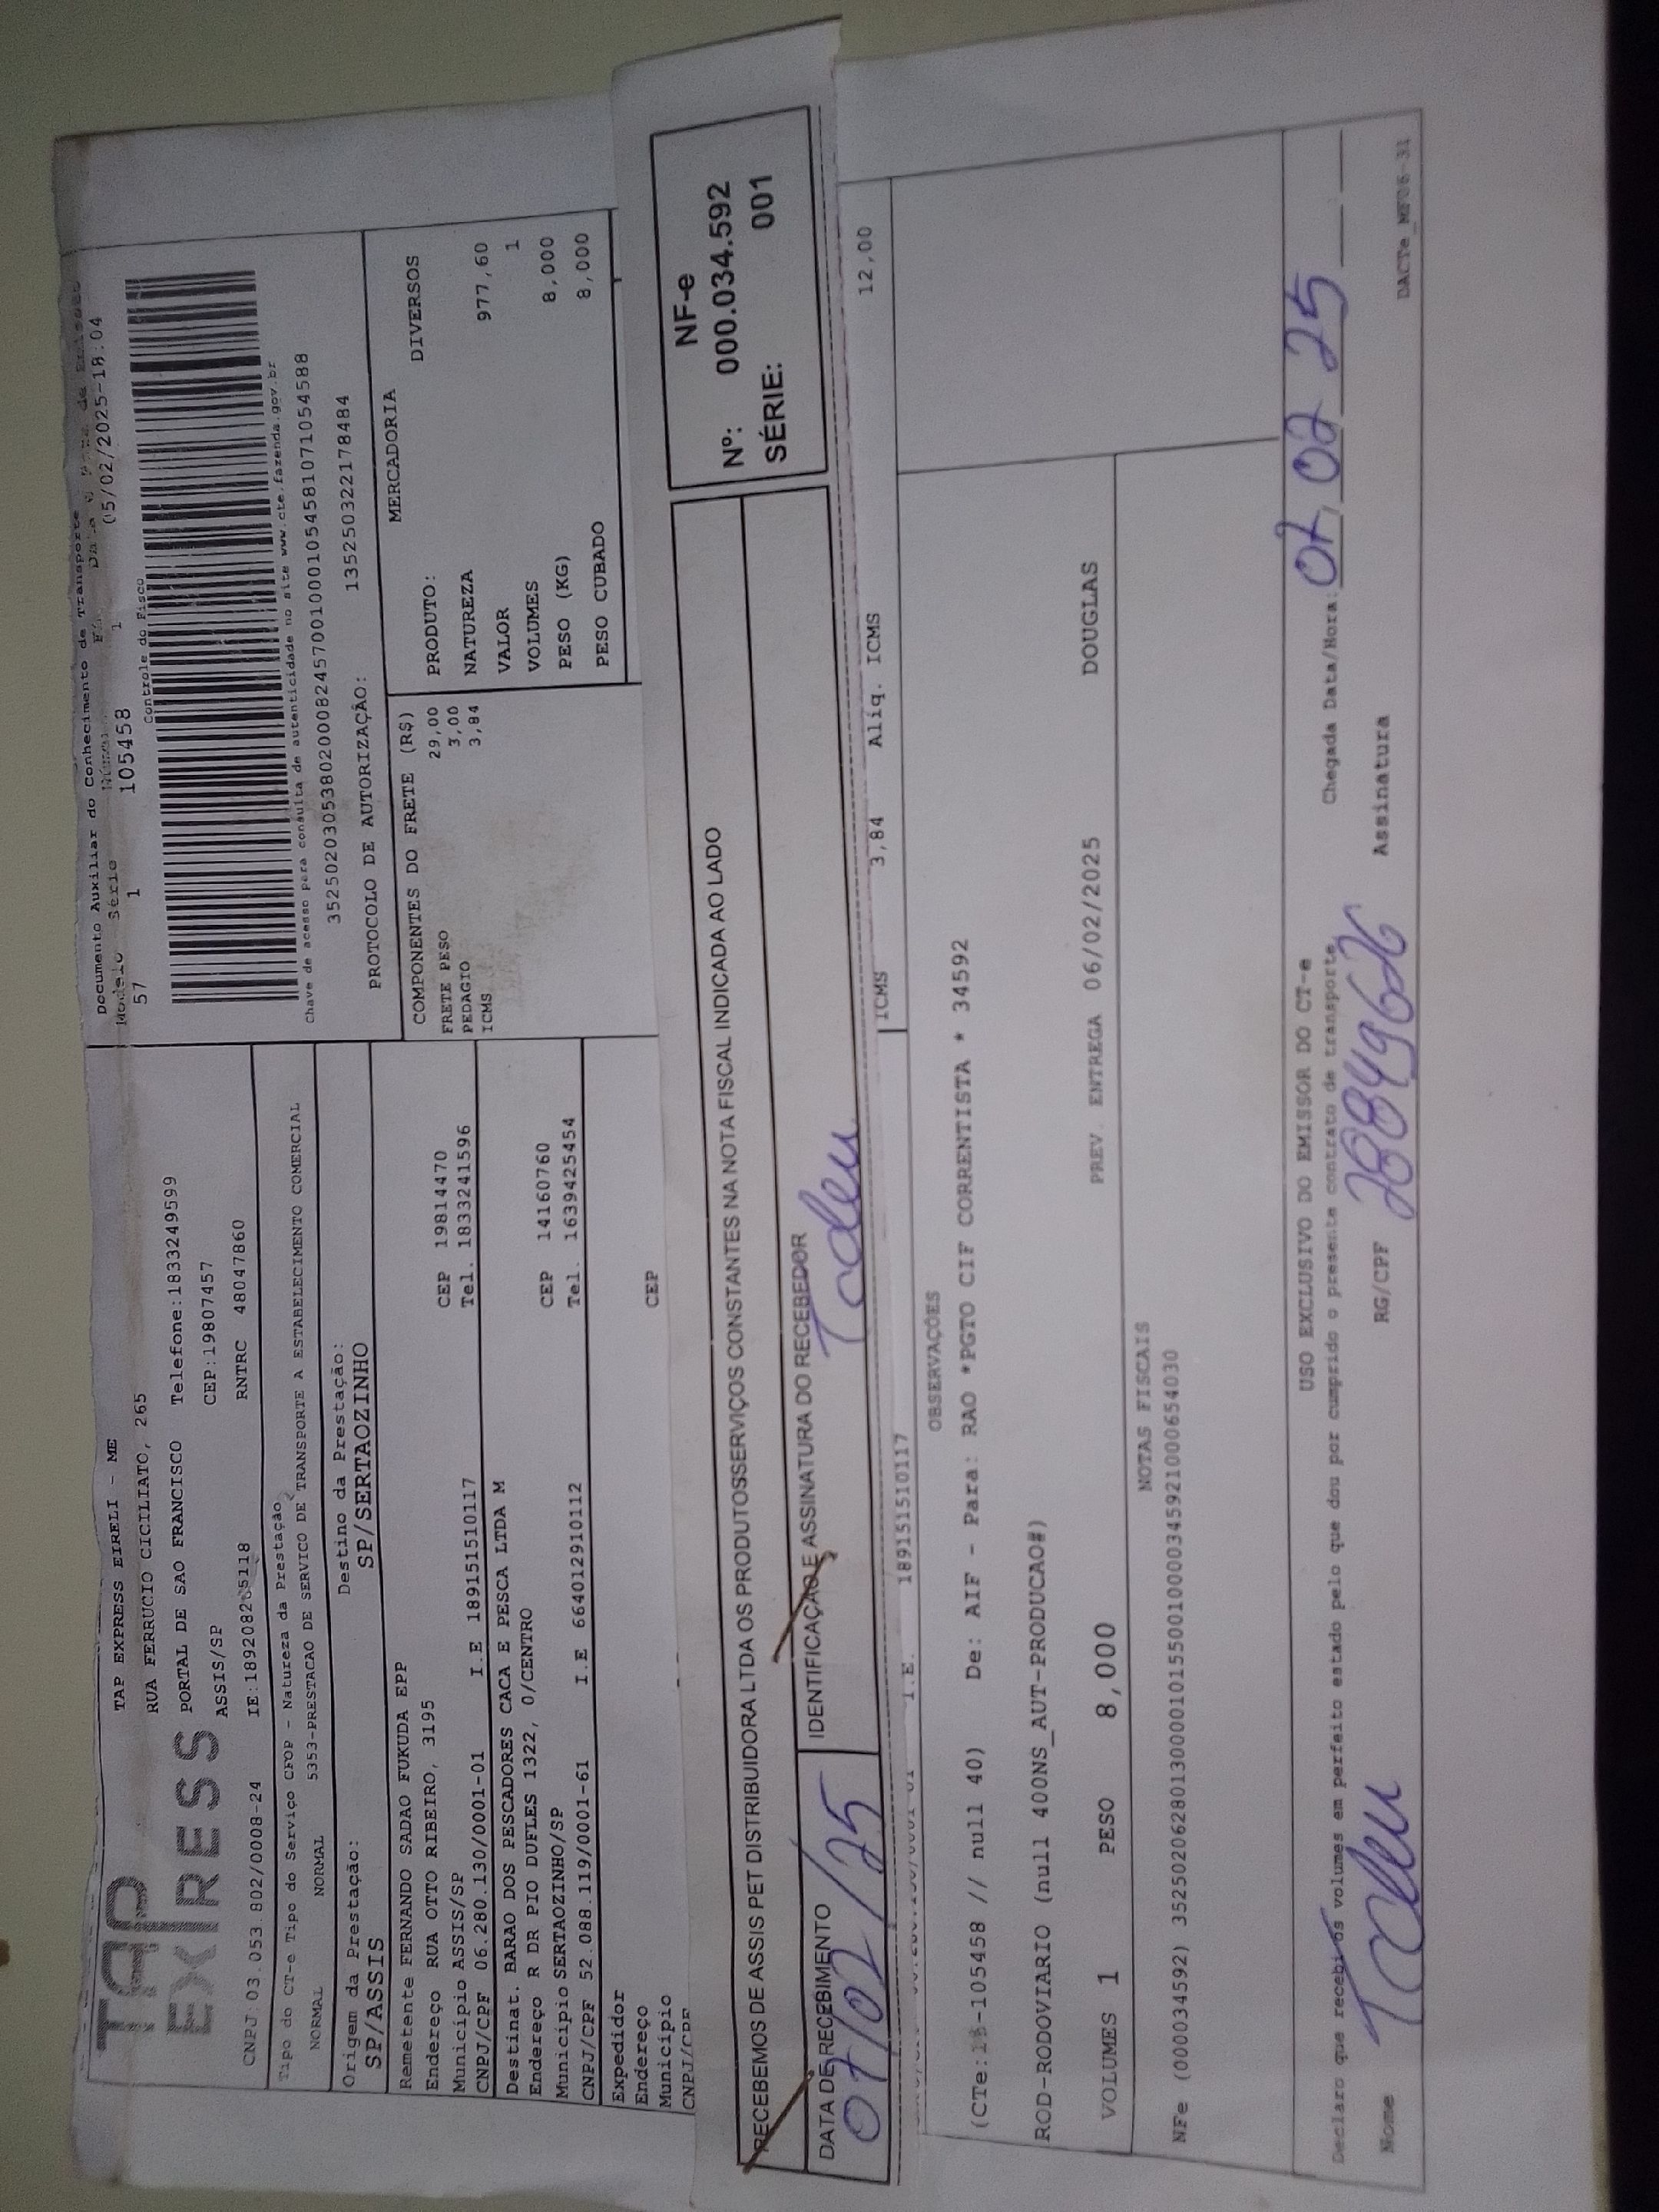 TAP
EXPRESS
TAP EXPRESS EIRELI - ME
RUA FERRUCIO CICILIATO, 265
PORTAL DE SAO FRANCISCO Telefone:1833249599
ASSIS/SP CEP:19807457
CNPJ 03.053.802/0008-24 IE:189208265118 RNTRC 48047860
Documento Auxiliar do Conhecimento de Transporte
Modelo Série
57 1 105458 1 05/02/2025-18:04
Controle do Fisco
Chave de acesso para consulta de autenticidade no site www.cte.fazenda.gov.br
35250203053802000824570010001054581071054588
PROTOCOLO DE AUTORIZAÇÃO: 135250322178484
Tipo do CT-e Tipo do Serviço CFOP - Natureza da Prestação
NORMAL NORMAL 5353-PRESTACAO DE SERVICO DE TRANSPORTE A ESTABELECIMENTO COMERCIAL
Origem da Prestação: Destino da Prestação:
SP/ASSIS SP/SERTAOZINHO
Remetente FERNANDO SADAO FUKUDA EPP
Endereço RUA OTTO RIBEIRO, 3195 CEP 19814470
Município ASSIS/SP Tel. 1833241596
CNPJ/CPF 06.280.130/0001-01 I.E 189151510117
Destinat. BARAO DOS PESCADORES CACA E PESCA LTDA M
Endereço R DR PIO DUFLES 1322, 0/CENTRO CEP 14160760
Município SERTAOZINHO/SP Tel. 1639425454
CNPJ/CPF 52.088.119/0001-61 I.E 664012910112
Expedidor
Endereço
Município CEP
CNPJ/CPF
COMPONENTES DO FRETE (R$)
FRETE PESO 29,00
PEDAGIO 3,00
ICMS 3,84
MERCADORIA
PRODUTO: DIVERSOS
NATUREZA
VALOR 977,60
VOLUMES 1
PESO (KG) 8,000
PESO CUBADO 8,000
RECEBEMOS DE ASSIS PET DISTRIBUIDORA LTDA OS PRODUTOSSERVIÇOS CONSTANTES NA NOTA FISCAL INDICADA AO LADO
DATA DE RECEBIMENTO IDENTIFICAÇÃO E ASSINATURA DO RECEBEDOR
07/02/25 Tadeu
NF-e
Nº: 000.034.592
SÉRIE: 001
I.E. 189151510117 ICMS 3,84 Aliq. ICMS 12,00
OBSERVAÇÕES
-105458 // null 40) De: AIF - Para: RAO *PGTO CIF CORRENTISTA * 34592
ROD-RODOVIARIO (null 400NS_AUT-PRODUCAO#)
VOLUMES 1 PESO 8,000 PREV. ENTREGA 06/02/2025 DOUGLAS
NOTAS FISCAIS
NFe (000034592) 35250206280130000101550010000345921000654030
USO EXCLUSIVO DO EMISSOR DO CT-e
Declaro que recebi os volumes em perfeito estado pelo que dou por cumprido o presente contrato de transporte
Chegada Data/Hora: 07/02 25
Nome Tadeu RG/CPF 28849626 Assinatura
DACTe_MF06-31